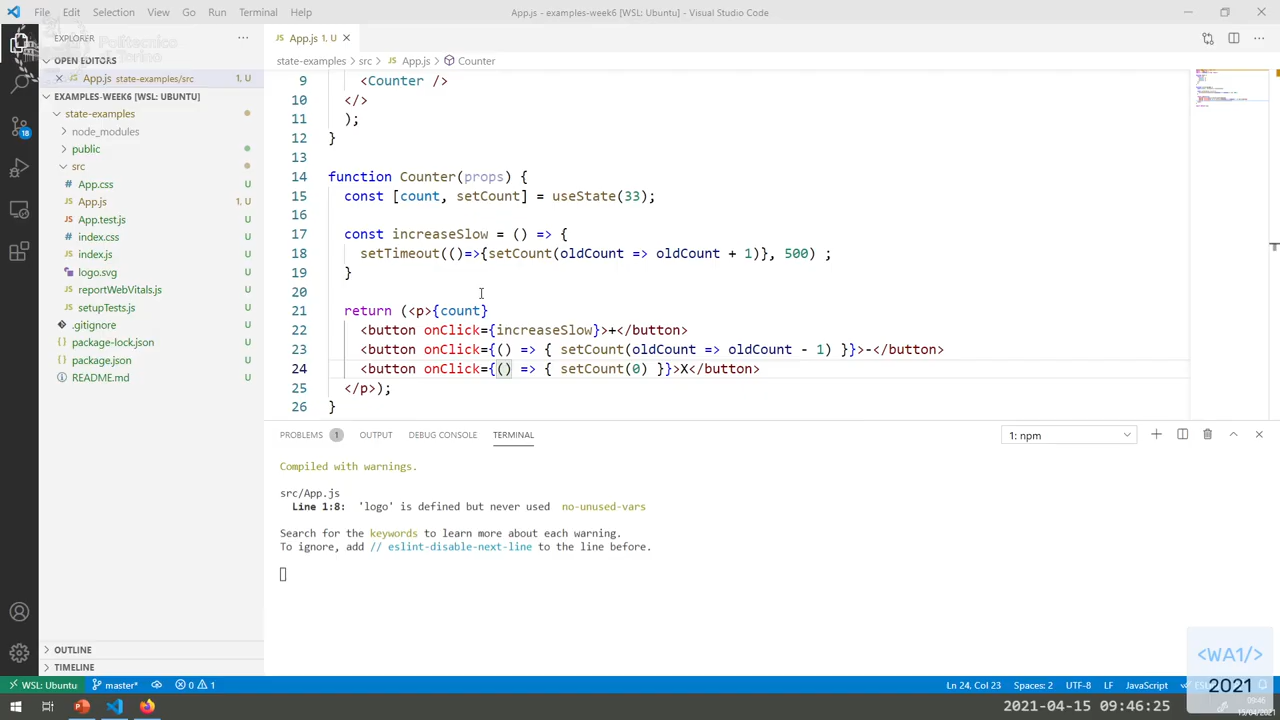 File Edit Selection View Go Run Terminal Help
App.js - examples-week6 [WSL: Ubuntu] - Visual Studio Code
Politecnico
di Torino
EXPLORER
App.js 1, U
OPEN EDITORS
App.js state-examples/src 1, U
EXAMPLES-WEEK6 [WSL: UBUNTU]
state-examples
node_modules
public
src
App.css U
App.js 1, U
App.test.js U
index.css U
index.js U
logo.svg U
reportWebVitals.js U
setupTests.js U
.gitignore U
package-lock.json U
package.json U
README.md U
OUTLINE
TIMELINE
18
state-examples > src > App.js > Counter
9 <Counter />
10 </>
11 );
12 }
13
14 function Counter(props) {
15 const [count, setCount] = useState(33);
16
17 const increaseSlow = () => {
18 setTimeout(()=>{setCount(oldCount => oldCount + 1)}, 500) ;
19 }
20
21 return (<p>{count}
22 <button onClick={increaseSlow}>+</button>
23 <button onClick={() => { setCount(oldCount => oldCount - 1) }}>-</button>
24 <button onClick={() => { setCount(0) }}>X</button>
25 </p>);
26 }
PROBLEMS 1 OUTPUT DEBUG CONSOLE TERMINAL
1: npm
Compiled with warnings.
src/App.js
Line 1:8: 'logo' is defined but never used no-unused-vars
Search for the keywords to learn more about each warning.
To ignore, add // eslint-disable-next-line to the line before.
<WA1/>
2021
WSL: Ubuntu master* 0 1 Ln 24, Col 23 Spaces: 2 UTF-8 LF JavaScript
2021-04-15 09:46:25
09:46
15/04/2021